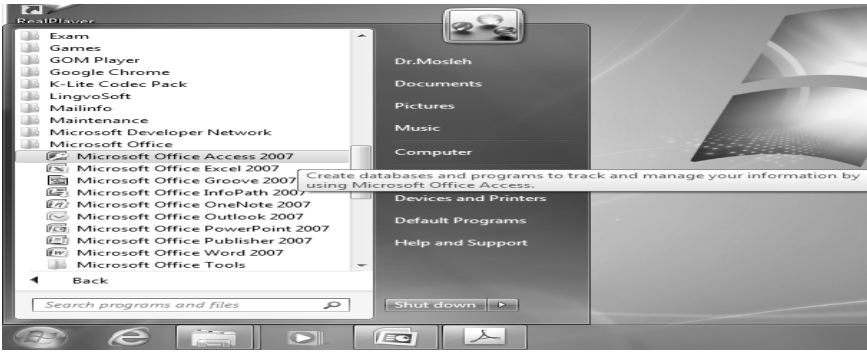 RealPlayer
Exam
Games
GOM Player
Google Chrome
K-Lite Codec Pack
LingvoSoft
Mailinfo
Maintenance
Microsoft Developer Network
Microsoft Office
Microsoft Office Access 2007
Microsoft Office Excel 2007
Microsoft Office Groove 2007
Microsoft Office InfoPath 2007
Microsoft Office OneNote 2007
Microsoft Office Outlook 2007
Microsoft Office PowerPoint 2007
Microsoft Office Publisher 2007
Microsoft Office Word 2007
Microsoft Office Tools
Back
Search programs and files
Dr.Mosleh
Documents
Pictures
Music
Computer
Create databases and programs to track and manage your information by
using Microsoft Office Access.
Devices and Printers
Default Programs
Help and Support
Shut down